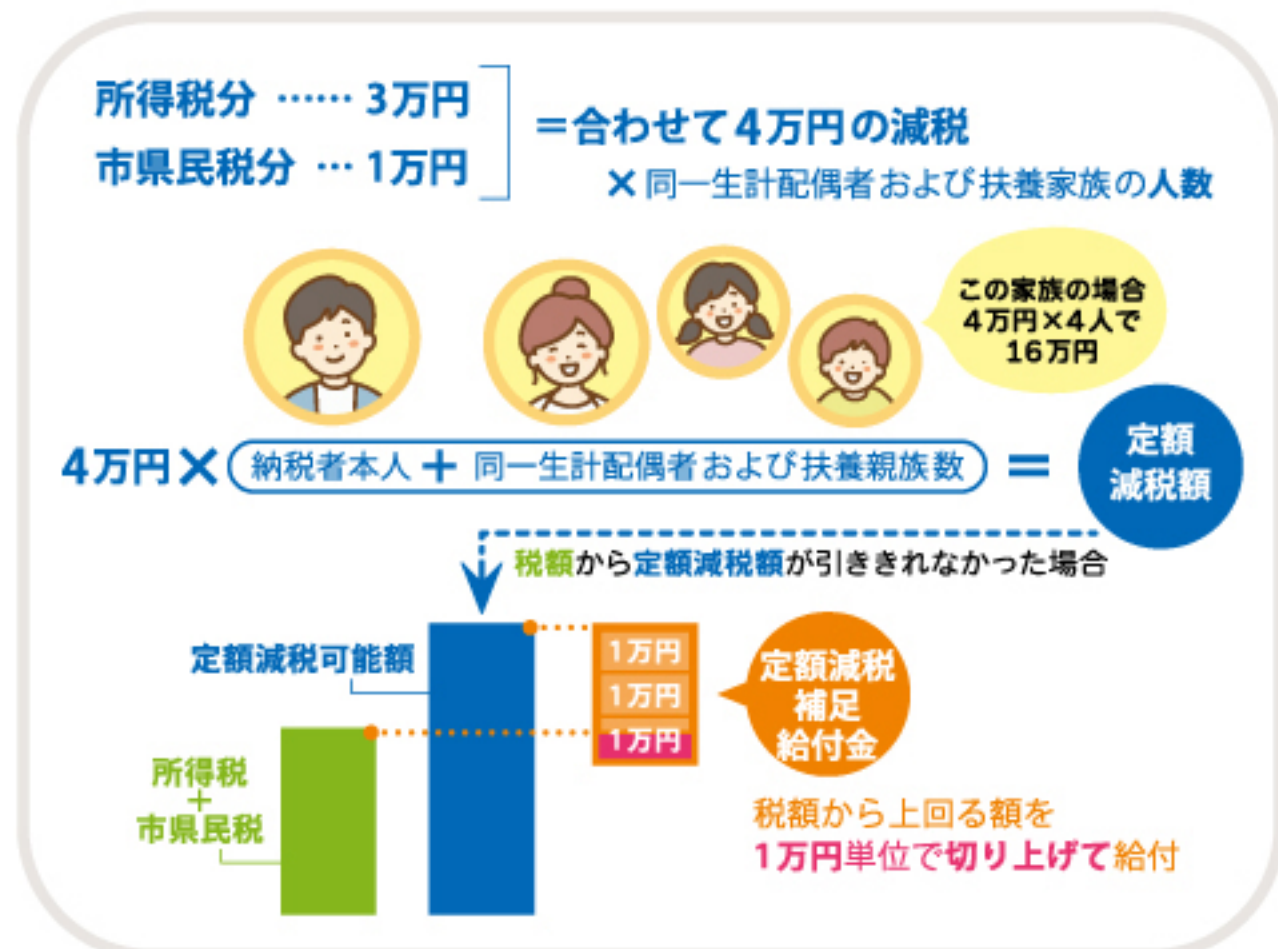 所得税分 …… 3万円
市県民税分 … 1万円
=合わせて4万円の減税
×同一生計配偶者および扶養家族の人数
この家族の場合
4万円×4人で
16万円
4万円×(納税者本人+同一生計配偶者および扶養親族数)=
定額
減税額
税額から定額減税額が引ききれなかった場合
定額減税可能額
1万円
1万円
1万円
定額減税
補足
給付金
所得税
+
市県民税
税額から上回る額を
1万円単位で切り上げて給付